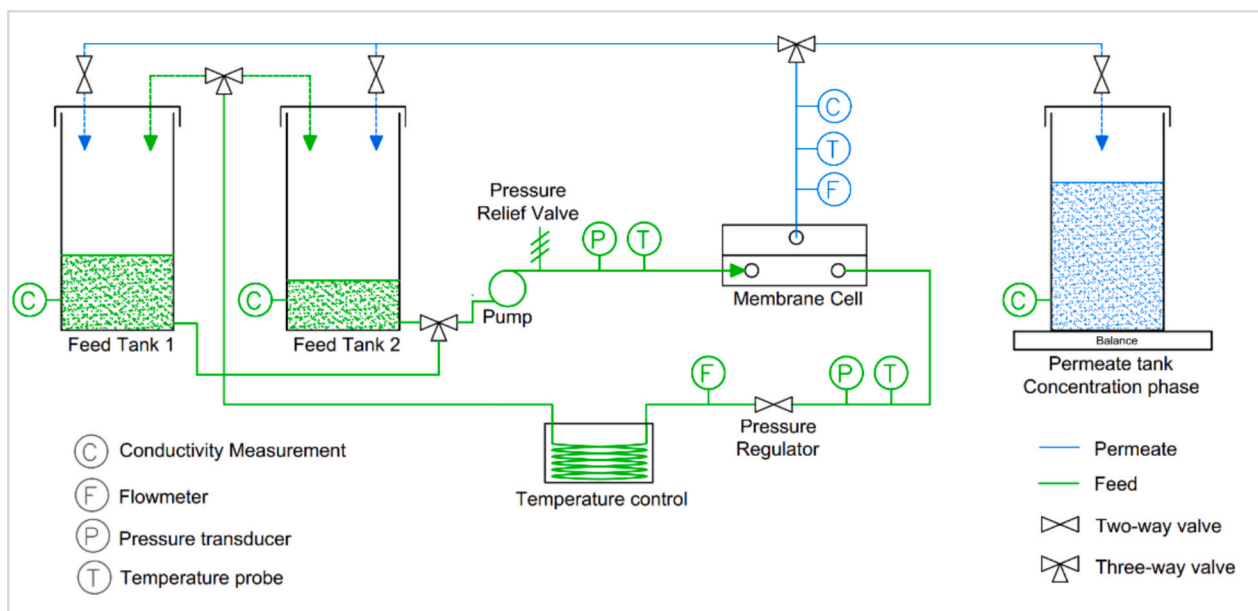 C
T
F
Pressure
Relief Valve
P
T
C
Feed Tank 1
C
Feed Tank 2
Pump
Membrane Cell
C
Balance
Permeate tank
Concentration phase
F
P
T
Pressure
Regulator
Temperature control
C Conductivity Measurement
F Flowmeter
P Pressure transducer
T Temperature probe
Permeate
Feed
Two-way valve
Three-way valve